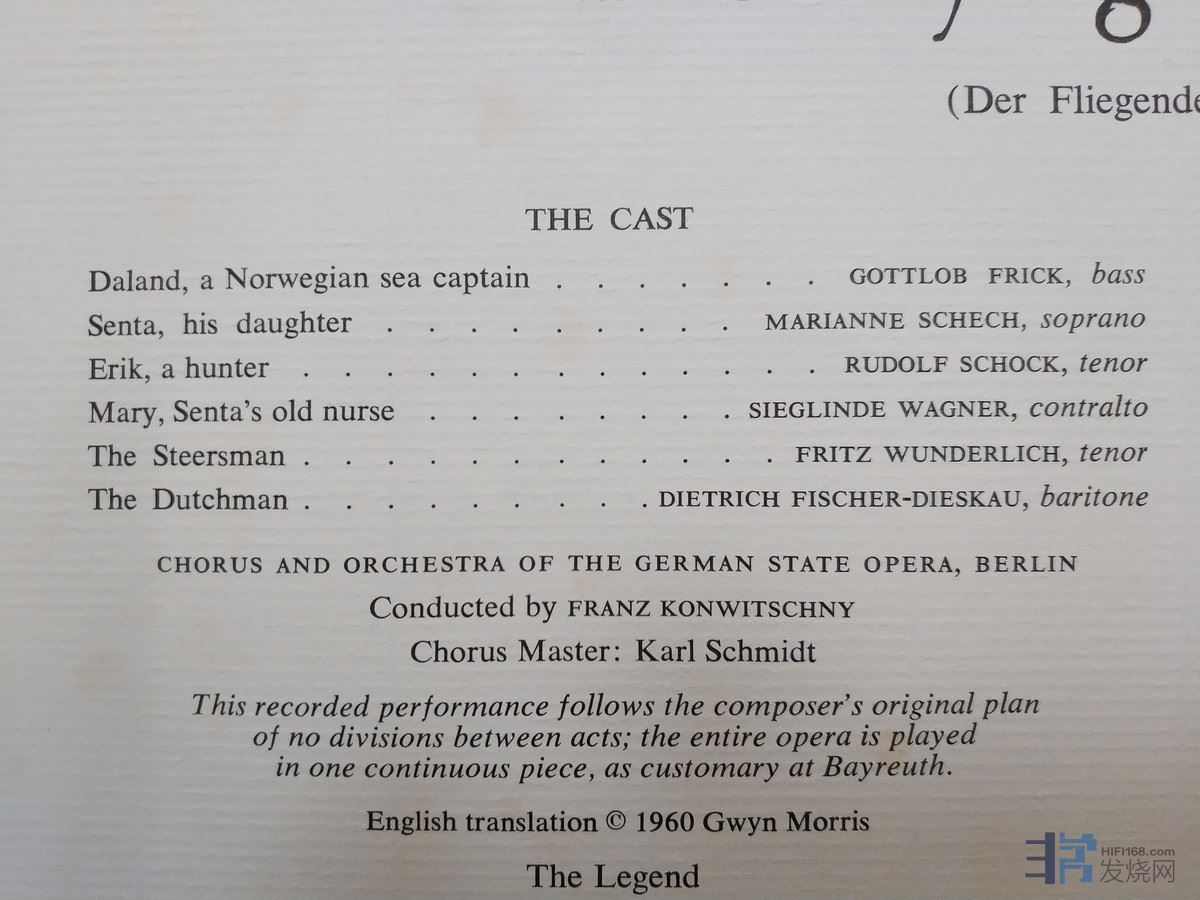 (Der Fliegende
THE CAST
Daland, a Norwegian sea captain . . . . . . . GOTTLOB FRICK, bass
Senta, his daughter . . . . . . . . . MARIANNE SCHECH, soprano
Erik, a hunter . . . . . . . . . . . . . RUDOLF SCHOCK, tenor
Mary, Senta's old nurse . . . . . . . . SIEGLINDE WAGNER, contralto
The Steersman . . . . . . . . . . . . FRITZ WUNDERLICH, tenor
The Dutchman . . . . . . . . . DIETRICH FISCHER-DIESKAU, baritone
CHORUS AND ORCHESTRA OF THE GERMAN STATE OPERA, BERLIN
Conducted by FRANZ KONWITSCHNY
Chorus Master: Karl Schmidt
This recorded performance follows the composer's original plan
of no divisions between acts; the entire opera is played
in one continuous piece, as customary at Bayreuth.
English translation © 1960 Gwyn Morris
The Legend
HIFI168.com
发烧网